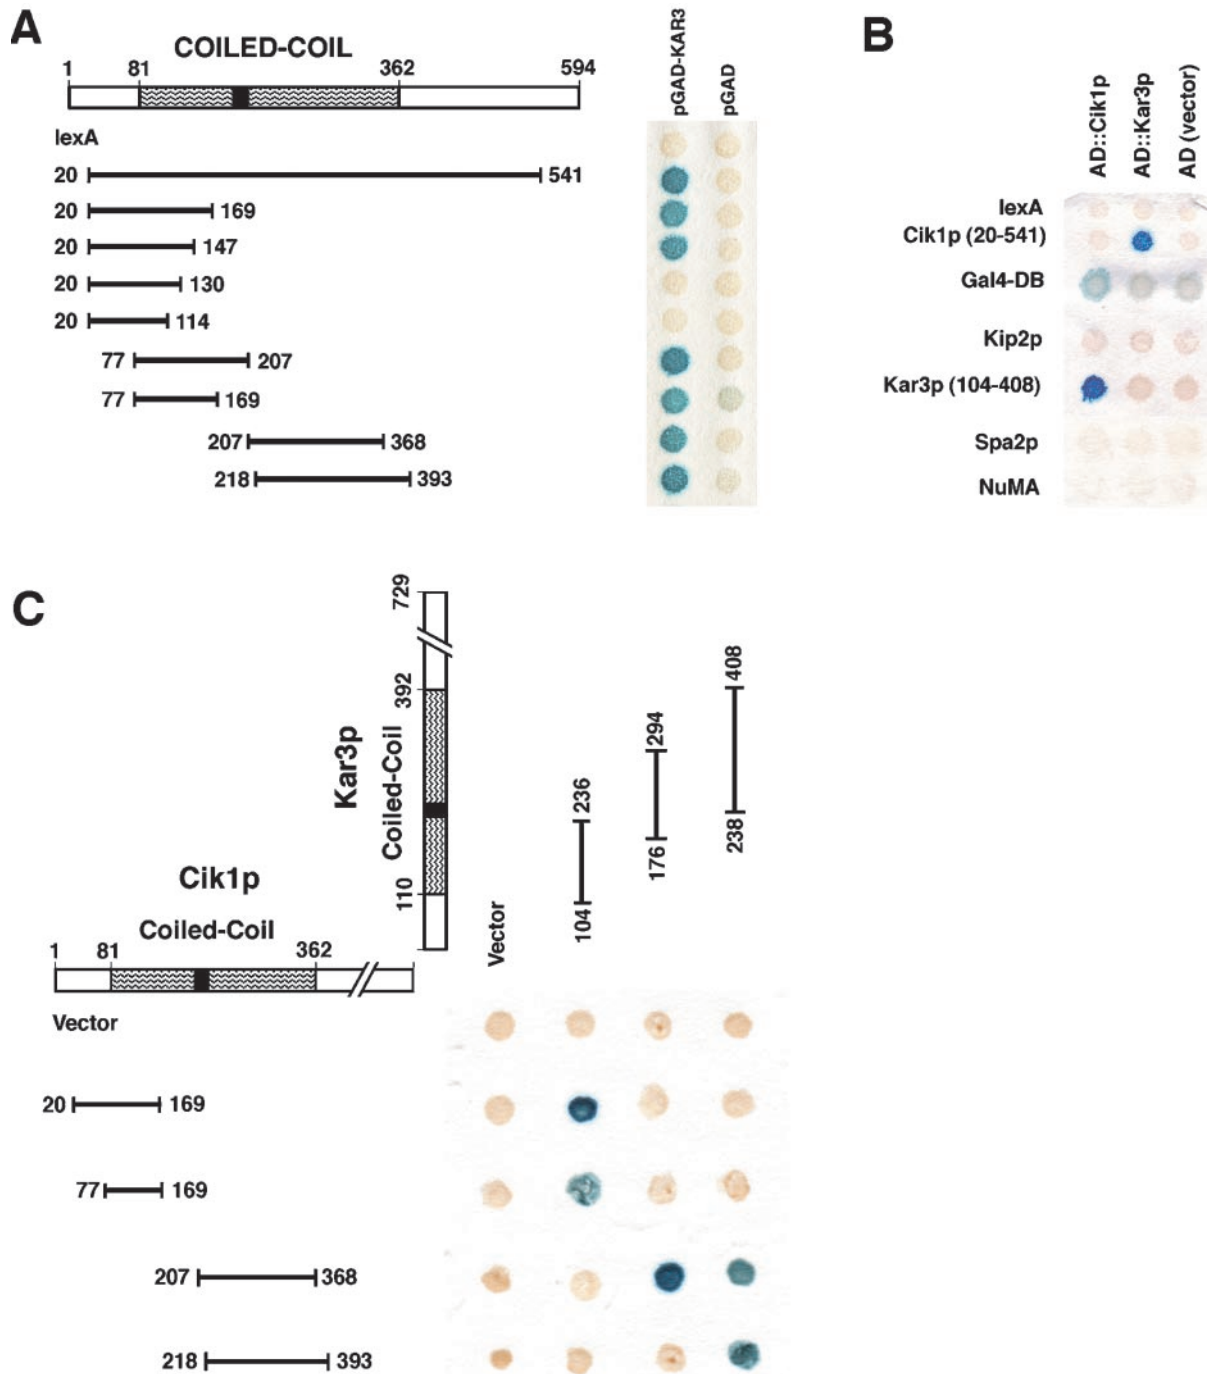 A
COILED-COIL
1 81 362 594
lexA
20 541
20 169
20 147
20 130
20 114
77 207
77 169
207 368
218 393
pGAD-KAR3
pGAD
B
AD::Cik1p
AD::Kar3p
AD (vector)
lexA
Cik1p (20-541)
Gal4-DB
Kip2p
Kar3p (104-408)
Spa2p
NuMA
C
729
392
110
Kar3p
Coiled-Coil
Vector
236
104
294
176
408
238
Cik1p
Coiled-Coil
1 81 362
Vector
20 169
77 169
207 368
218 393